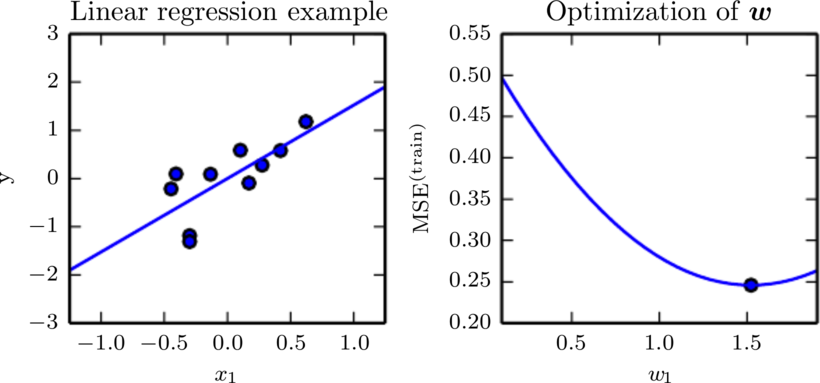 Linear regression example
3
2
1
0
−1
−2
−3
y
−1.0 −0.5 0.0 0.5 1.0
x1
Optimization of w
0.55
0.50
0.45
0.40
0.35
0.30
0.25
0.20
MSE(train)
0.5 1.0 1.5
w1